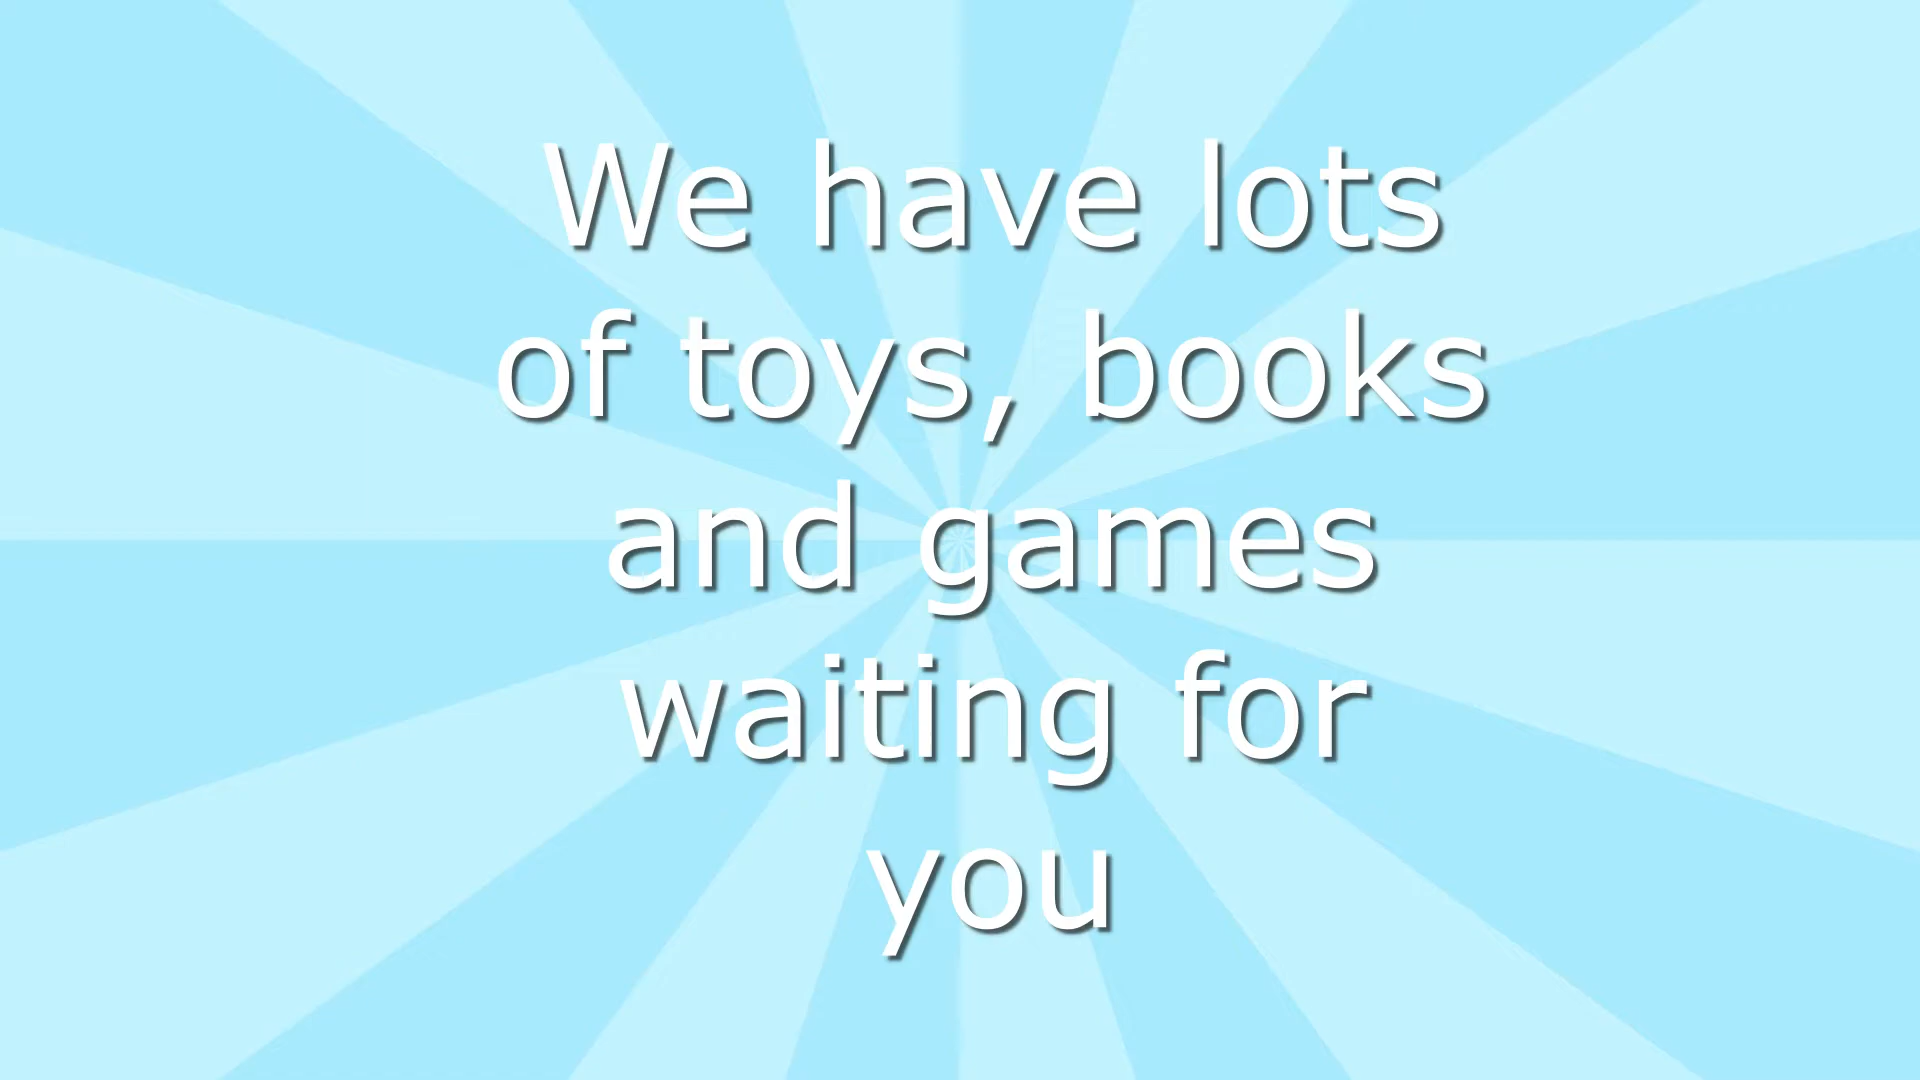 We have lots
of toys, books
and games
waiting for
you